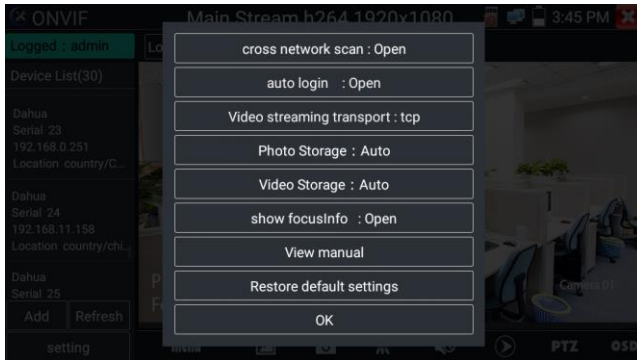 ONVIF
Main Stream h264 1920x1080
3:45 PM
Logged : admin
Lo
Device List(30)
Dahua
Serial 23
192.168.0.251
Location country/C...
Dahua
Serial 24
192.168.11.158
Location country/chi...
Dahua
Serial 25
Add
Refresh
setting
cross network scan : Open
auto login : Open
Video streaming transport : tcp
Photo Storage : Auto
Video Storage : Auto
show focusInfo : Open
View manual
Restore default settings
OK
Camera 01
PTZ
OSD